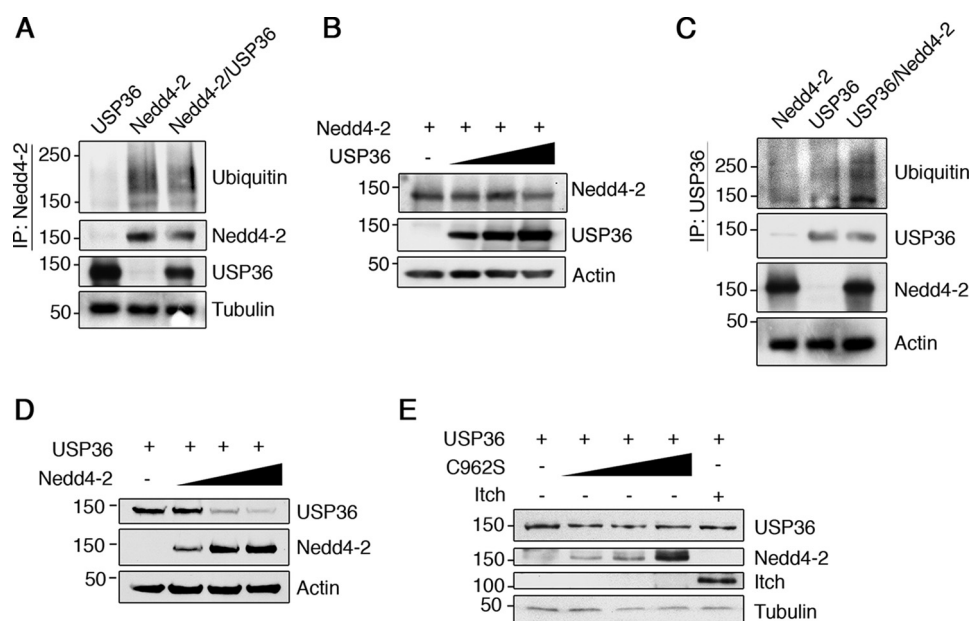 A
USP36
Nedd4-2
Nedd4-2/USP36
IP: Nedd4-2
250
150
Ubiquitin
150
Nedd4-2
150
USP36
50
Tubulin
B
Nedd4-2 + + + +
USP36 -
150
Nedd4-2
150
USP36
50
Actin
C
Nedd4-2
USP36
USP36/Nedd4-2
IP: USP36
250
150
Ubiquitin
150
USP36
150
Nedd4-2
50
Actin
D
USP36 + + + +
Nedd4-2 -
150
USP36
150
Nedd4-2
50
Actin
E
USP36 + + + + +
C962S - -
Itch - - - - +
150
USP36
150
Nedd4-2
100
Itch
50
Tubulin